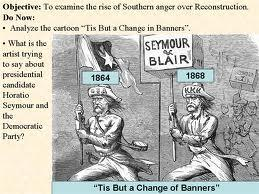 Objective: To examine the rise of Southern anger over Reconstruction.
Do Now:
• Analyze the cartoon “Tis But a Change in Banners”.
• What is the
artist trying
to say about
presidential
candidate
Horatio
Seymour and
the
Democratic
Party?
1864
SEYMOUR
&
BLAIR
1868
KKK
“Tis But a Change of Banners”